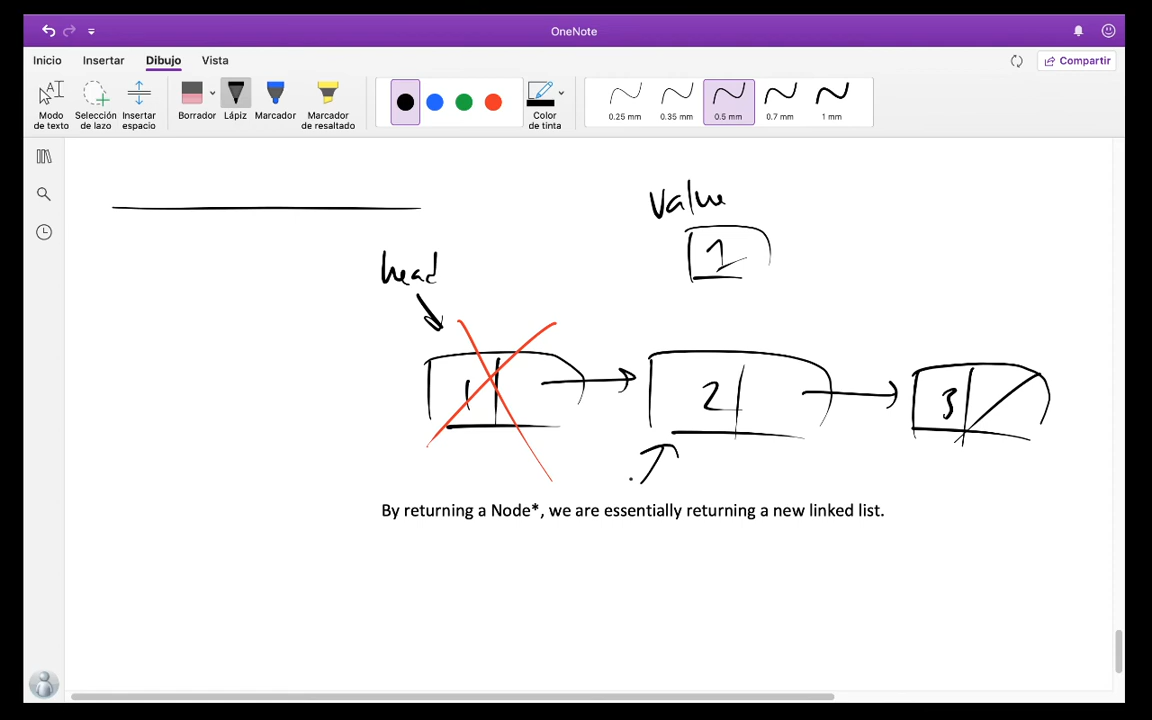 OneNote
Inicio Insertar Dibujo Vista Compartir
Modo de texto
Selección de lazo
Insertar espacio
Borrador
Lápiz
Marcador
Marcador de resaltado
Color de tinta
0.25 mm 0.35 mm 0.5 mm 0.7 mm 1 mm
value
1
head
1 2 3
By returning a Node*, we are essentially returning a new linked list.